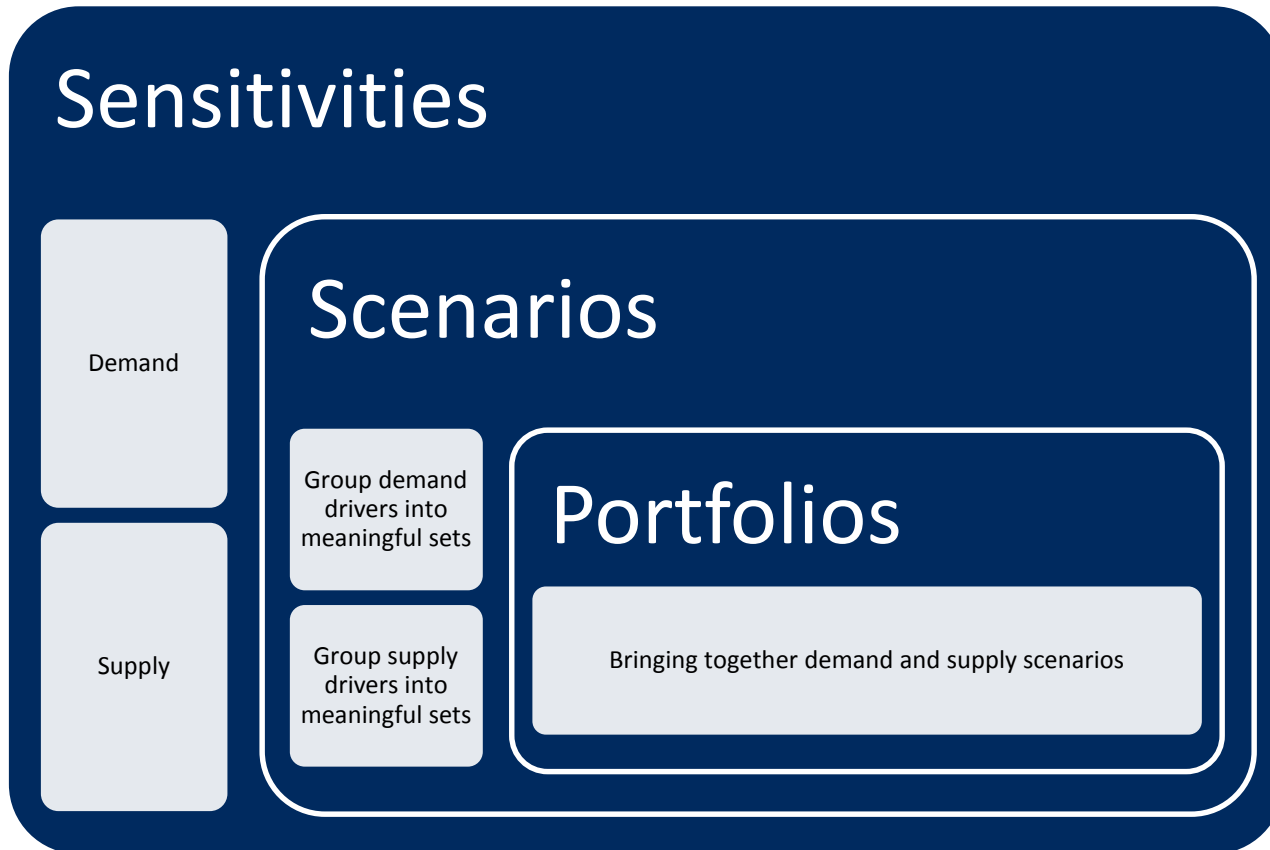 Sensitivities
Demand
Supply
Scenarios
Group demand
drivers into
meaningful sets
Group supply
drivers into
meaningful sets
Portfolios
Bringing together demand and supply scenarios